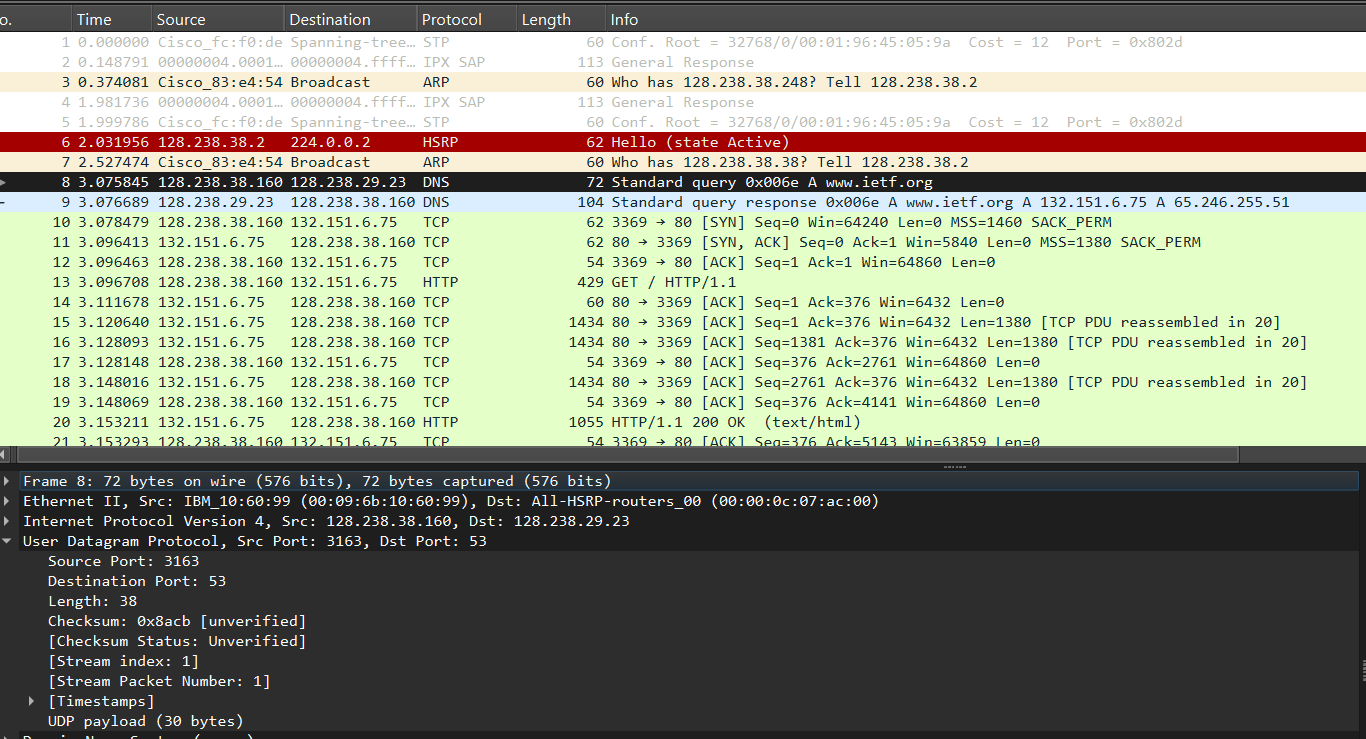 o. Time Source Destination Protocol Length Info
1 0.000000 Cisco_fc:f0:de Spanning-tree… STP 60 Conf. Root = 32768/0/00:01:96:45:05:9a Cost = 12 Port = 0x802d
2 0.148791 00000004.0001… 00000004.ffff… IPX SAP 113 General Response
3 0.374081 Cisco_83:e4:54 Broadcast ARP 60 Who has 128.238.38.248? Tell 128.238.38.2
4 1.981736 00000004.0001… 00000004.ffff… IPX SAP 113 General Response
5 1.999786 Cisco_fc:f0:de Spanning-tree… STP 60 Conf. Root = 32768/0/00:01:96:45:05:9a Cost = 12 Port = 0x802d
6 2.031956 128.238.38.2 224.0.0.2 HSRP 62 Hello (state Active)
7 2.527474 Cisco_83:e4:54 Broadcast ARP 60 Who has 128.238.38.38? Tell 128.238.38.2
8 3.075845 128.238.38.160 128.238.29.23 DNS 72 Standard query 0x006e A www.ietf.org
9 3.076689 128.238.29.23 128.238.38.160 DNS 104 Standard query response 0x006e A www.ietf.org A 132.151.6.75 A 65.246.255.51
10 3.078479 128.238.38.160 132.151.6.75 TCP 62 3369 → 80 [SYN] Seq=0 Win=64240 Len=0 MSS=1460 SACK_PERM
11 3.096413 132.151.6.75 128.238.38.160 TCP 62 80 → 3369 [SYN, ACK] Seq=0 Ack=1 Win=5840 Len=0 MSS=1380 SACK_PERM
12 3.096463 128.238.38.160 132.151.6.75 TCP 54 3369 → 80 [ACK] Seq=1 Ack=1 Win=64860 Len=0
13 3.096708 128.238.38.160 132.151.6.75 HTTP 429 GET / HTTP/1.1
14 3.111678 132.151.6.75 128.238.38.160 TCP 60 80 → 3369 [ACK] Seq=1 Ack=376 Win=6432 Len=0
15 3.120640 132.151.6.75 128.238.38.160 TCP 1434 80 → 3369 [ACK] Seq=1 Ack=376 Win=6432 Len=1380 [TCP PDU reassembled in 20]
16 3.128093 132.151.6.75 128.238.38.160 TCP 1434 80 → 3369 [ACK] Seq=1381 Ack=376 Win=6432 Len=1380 [TCP PDU reassembled in 20]
17 3.128148 128.238.38.160 132.151.6.75 TCP 54 3369 → 80 [ACK] Seq=376 Ack=2761 Win=64860 Len=0
18 3.148016 132.151.6.75 128.238.38.160 TCP 1434 80 → 3369 [ACK] Seq=2761 Ack=376 Win=6432 Len=1380 [TCP PDU reassembled in 20]
19 3.148069 128.238.38.160 132.151.6.75 TCP 54 3369 → 80 [ACK] Seq=376 Ack=4141 Win=64860 Len=0
20 3.153211 132.151.6.75 128.238.38.160 HTTP 1055 HTTP/1.1 200 OK (text/html)
21 3.153293 128.238.38.160 132.151.6.75 TCP 54 3369 → 80 [ACK] Seq=376 Ack=5143 Win=63859 Len=0
Frame 8: 72 bytes on wire (576 bits), 72 bytes captured (576 bits)
Ethernet II, Src: IBM_10:60:99 (00:09:6b:10:60:99), Dst: All-HSRP-routers_00 (00:00:0c:07:ac:00)
Internet Protocol Version 4, Src: 128.238.38.160, Dst: 128.238.29.23
User Datagram Protocol, Src Port: 3163, Dst Port: 53
Source Port: 3163
Destination Port: 53
Length: 38
Checksum: 0x8acb [unverified]
[Checksum Status: Unverified]
[Stream index: 1]
[Stream Packet Number: 1]
[Timestamps]
UDP payload (30 bytes)